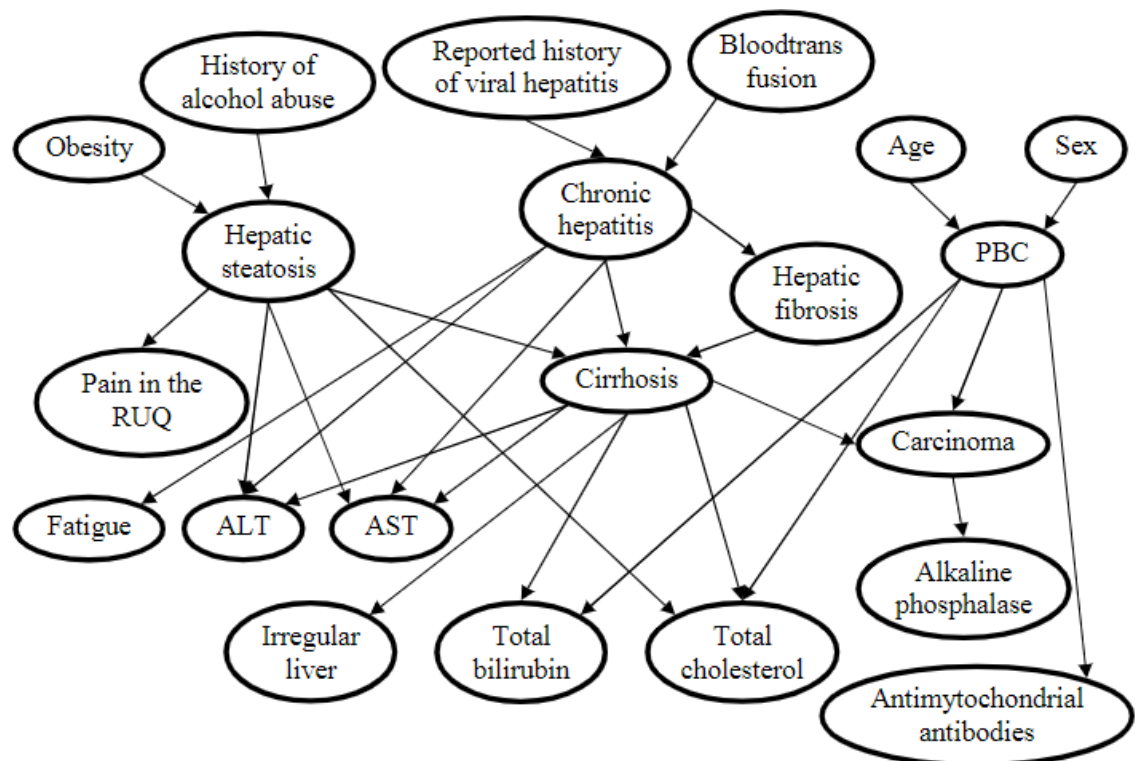 History of
alcohol abuse
Reported history
of viral hepatitis
Bloodtrans
fusion
Obesity
Age
Sex
Chronic
hepatitis
Hepatic
steatosis
PBC
Hepatic
fibrosis
Pain in the
RUQ
Cirrhosis
Carcinoma
Fatigue
ALT
AST
Alkaline
phosphalase
Irregular
liver
Total
bilirubin
Total
cholesterol
Antimytochondrial
antibodies